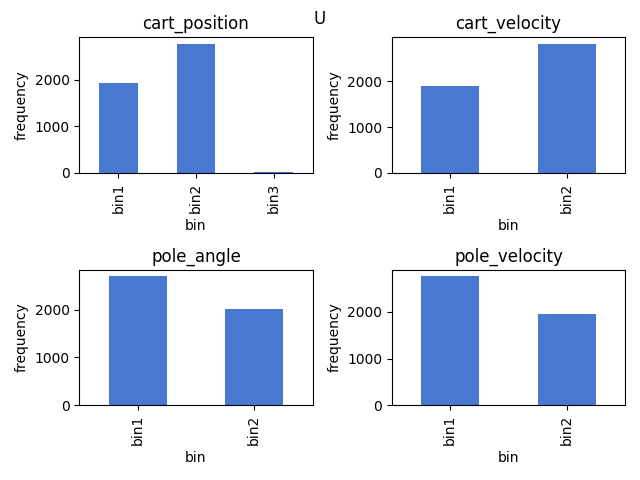 U
cart_position
frequency
2000
1000
0
bin1 bin2 bin3
bin
cart_velocity
frequency
2000
1000
0
bin1 bin2
bin
pole_angle
frequency
2000
1000
0
bin1 bin2
bin
pole_velocity
frequency
2000
1000
0
bin1 bin2
bin